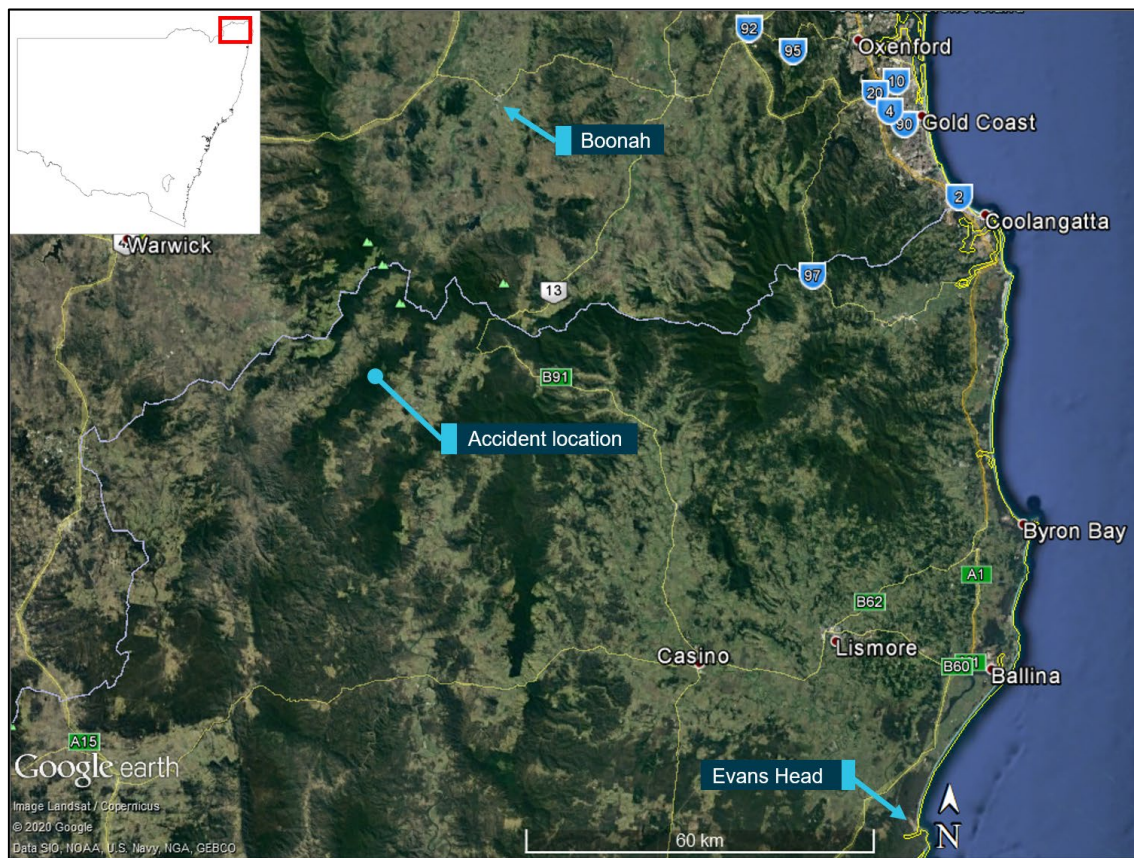 92
95
Oxenford
10
20
4
90
Gold Coast
Boonah
2
Coolangatta
Warwick
97
13
B91
Accident location
Byron Bay
A1
B62
Lismore
Casino
B60
Ballina
A15
Google earth
Evans Head
N
60 km
Image Landsat / Copernicus
© 2020 Google
Data SIO, NOAA, U.S. Navy, NGA, GEBCO